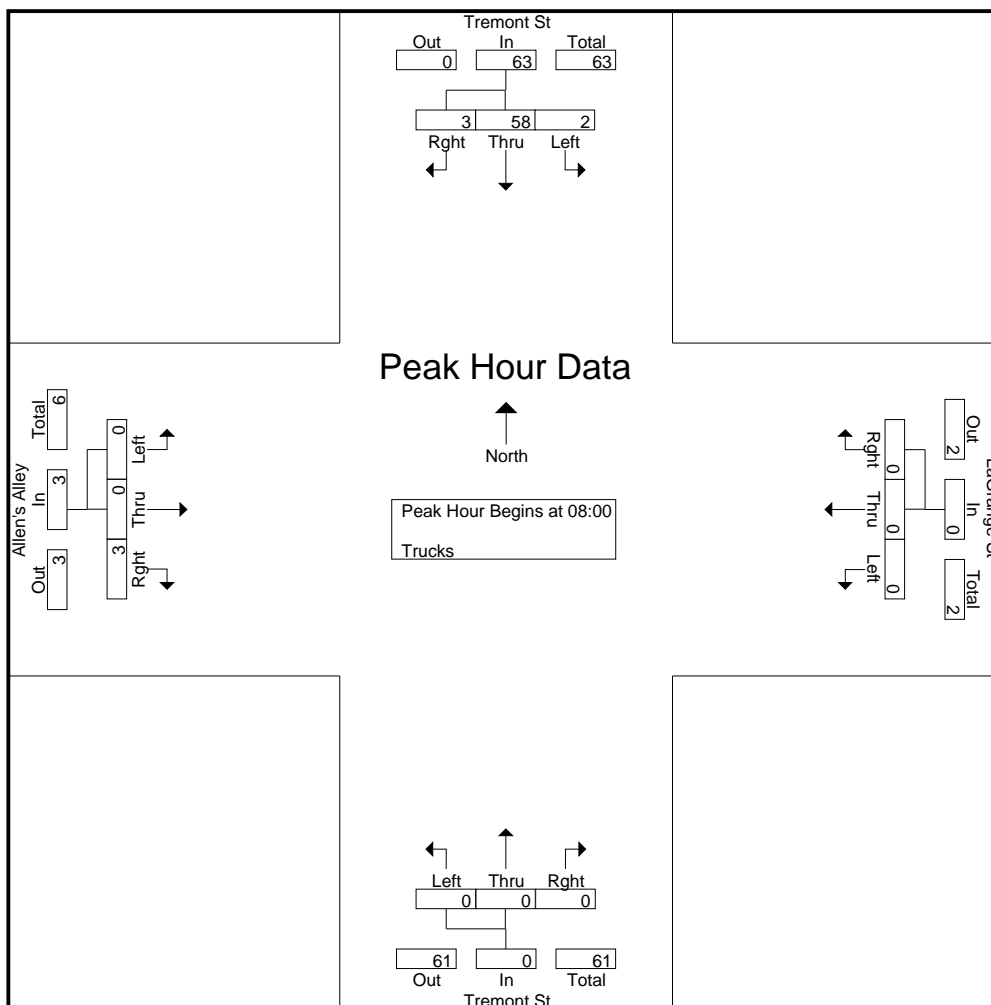 Tremont St
Out In Total
0 63 63
3 58 2
Rght Thru Left
Peak Hour Data
North
Peak Hour Begins at 08:00
Trucks
Allen's Alley
Out In Total
3 3 6
Rght Thru Left
3 0 0
LaGrange St
Out In Total
2 0 2
Rght Thru Left
0 0 0
Left Thru Rght
0 0 0
61 0 61
Out In Total
Tremont St